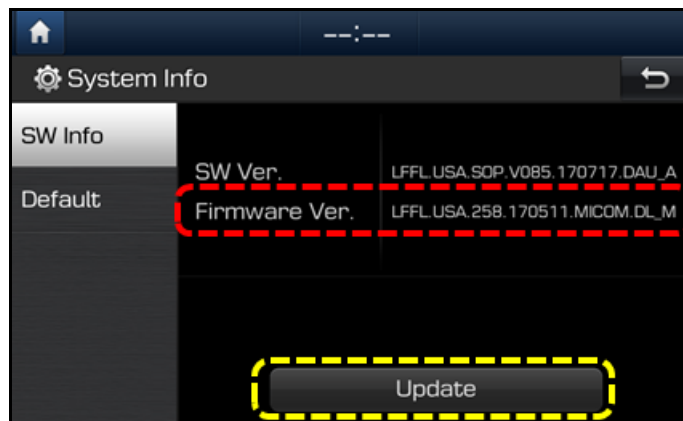 --:--
System Info
SW Info
SW Ver. LFFL.USA.SOP.V085.170717.DAU_A
Default
Firmware Ver. LFFL.USA.258.170511.MICOM.DL_M
Update